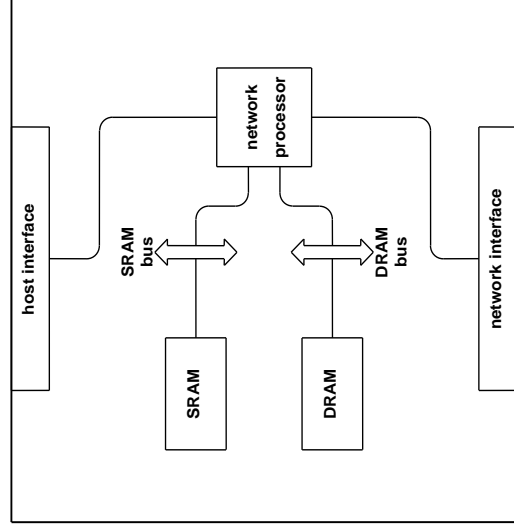 host interface
SRAM
bus
network
processor
DRAM
bus
network interface
SRAM
DRAM